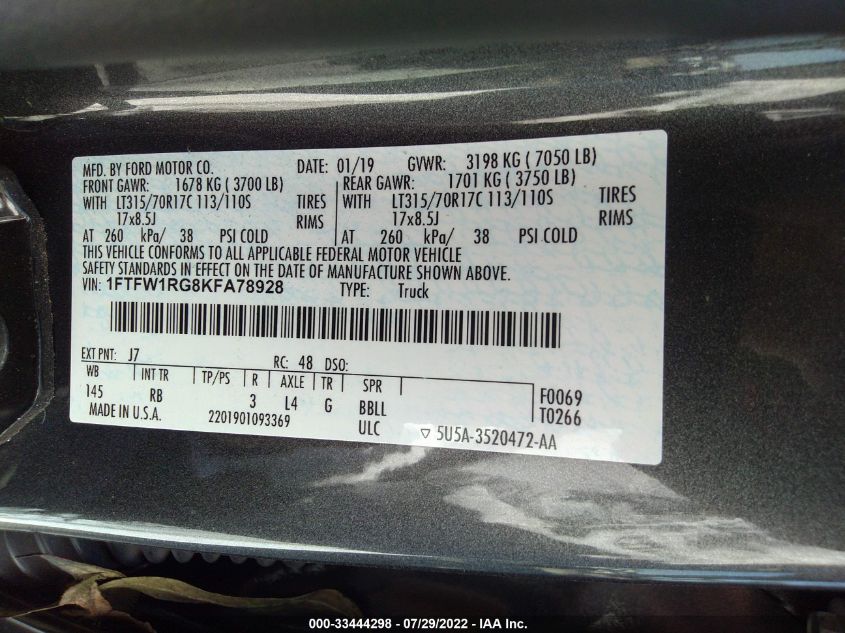 MFD. BY FORD MOTOR CO. DATE: 01/19 GVWR: 3198 KG ( 7050 LB)
FRONT GAWR: 1678 KG ( 3700 LB) REAR GAWR: 1701 KG ( 3750 LB)
WITH LT315/70R17C 113/110S TIRES WITH LT315/70R17C 113/110S TIRES
17x8.5J RIMS 17x8.5J RIMS
AT 260 kPa/ 38 PSI COLD AT 260 kPa/ 38 PSI COLD
THIS VEHICLE CONFORMS TO ALL APPLICABLE FEDERAL MOTOR VEHICLE
SAFETY STANDARDS IN EFFECT ON THE DATE OF MANUFACTURE SHOWN ABOVE.
VIN: 1FTFW1RG8KFA78928 TYPE: Truck
EXT PNT: J7 RC: 48 DSO:
WB INT TR TP/PS R AXLE TR SPR
145 RB 3 L4 G BBLL F0069
T0266
MADE IN U.S.A. 2201901093369 ULC ▽ 5U5A-3520472-AA
000-33444298 - 07/29/2022 - IAA Inc.